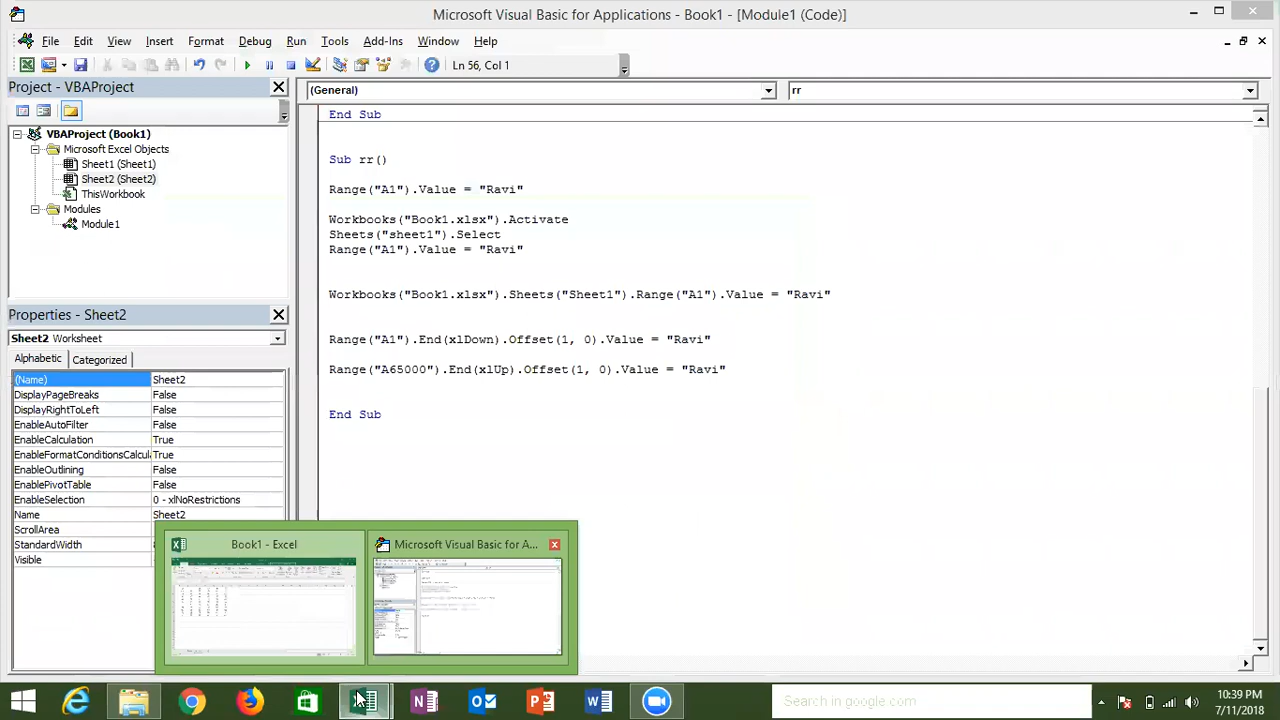 Microsoft Visual Basic for Applications - Book1 - [Module1 (Code)]
File Edit View Insert Format Debug Run Tools Add-Ins Window Help
Ln 56, Col 1
Project - VBAProject
(General)
rr
VBAProject (Book1)
Microsoft Excel Objects
Sheet1 (Sheet1)
Sheet2 (Sheet2)
ThisWorkbook
Modules
Module1
End Sub
Sub rr()
Range("A1").Value = "Ravi"
Workbooks("Book1.xlsx").Activate
Sheets("sheet1").Select
Range("A1").Value = "Ravi"
Workbooks("Book1.xlsx").Sheets("Sheet1").Range("A1").Value = "Ravi"
Range("A1").End(xlDown).Offset(1, 0).Value = "Ravi"
Range("A65000").End(xlUp).Offset(1, 0).Value = "Ravi"
End Sub
Properties - Sheet2
Sheet2 Worksheet
Alphabetic Categorized
(Name) Sheet2
DisplayPageBreaks False
DisplayRightToLeft False
EnableAutoFilter False
EnableCalculation True
EnableFormatConditionsCalcul True
EnableOutlining False
EnablePivotTable False
EnableSelection 0 - xlNoRestrictions
Name Sheet2
ScrollArea
StandardWidth
Visible
Book1 - Excel
Microsoft Visual Basic for A...
Search in google.com
10:39 PM
7/11/2018